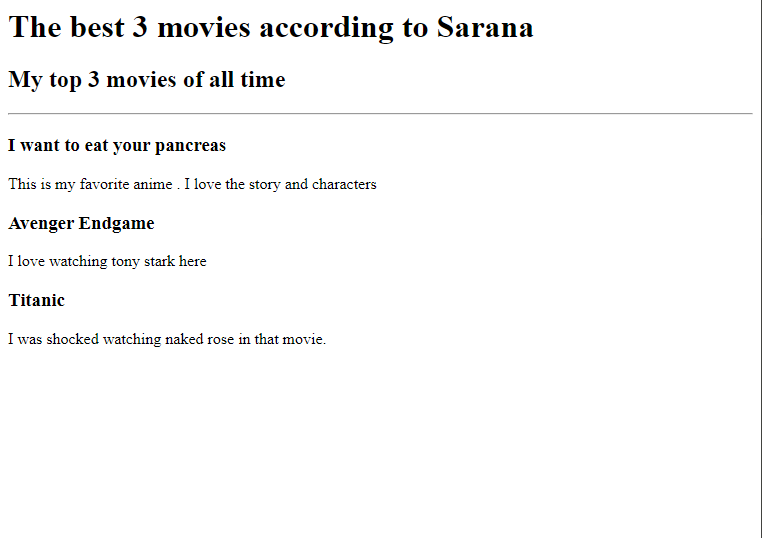 The best 3 movies according to Sarana
My top 3 movies of all time
I want to eat your pancreas
This is my favorite anime . I love the story and characters
Avenger Endgame
I love watching tony stark here
Titanic
I was shocked watching naked rose in that movie.